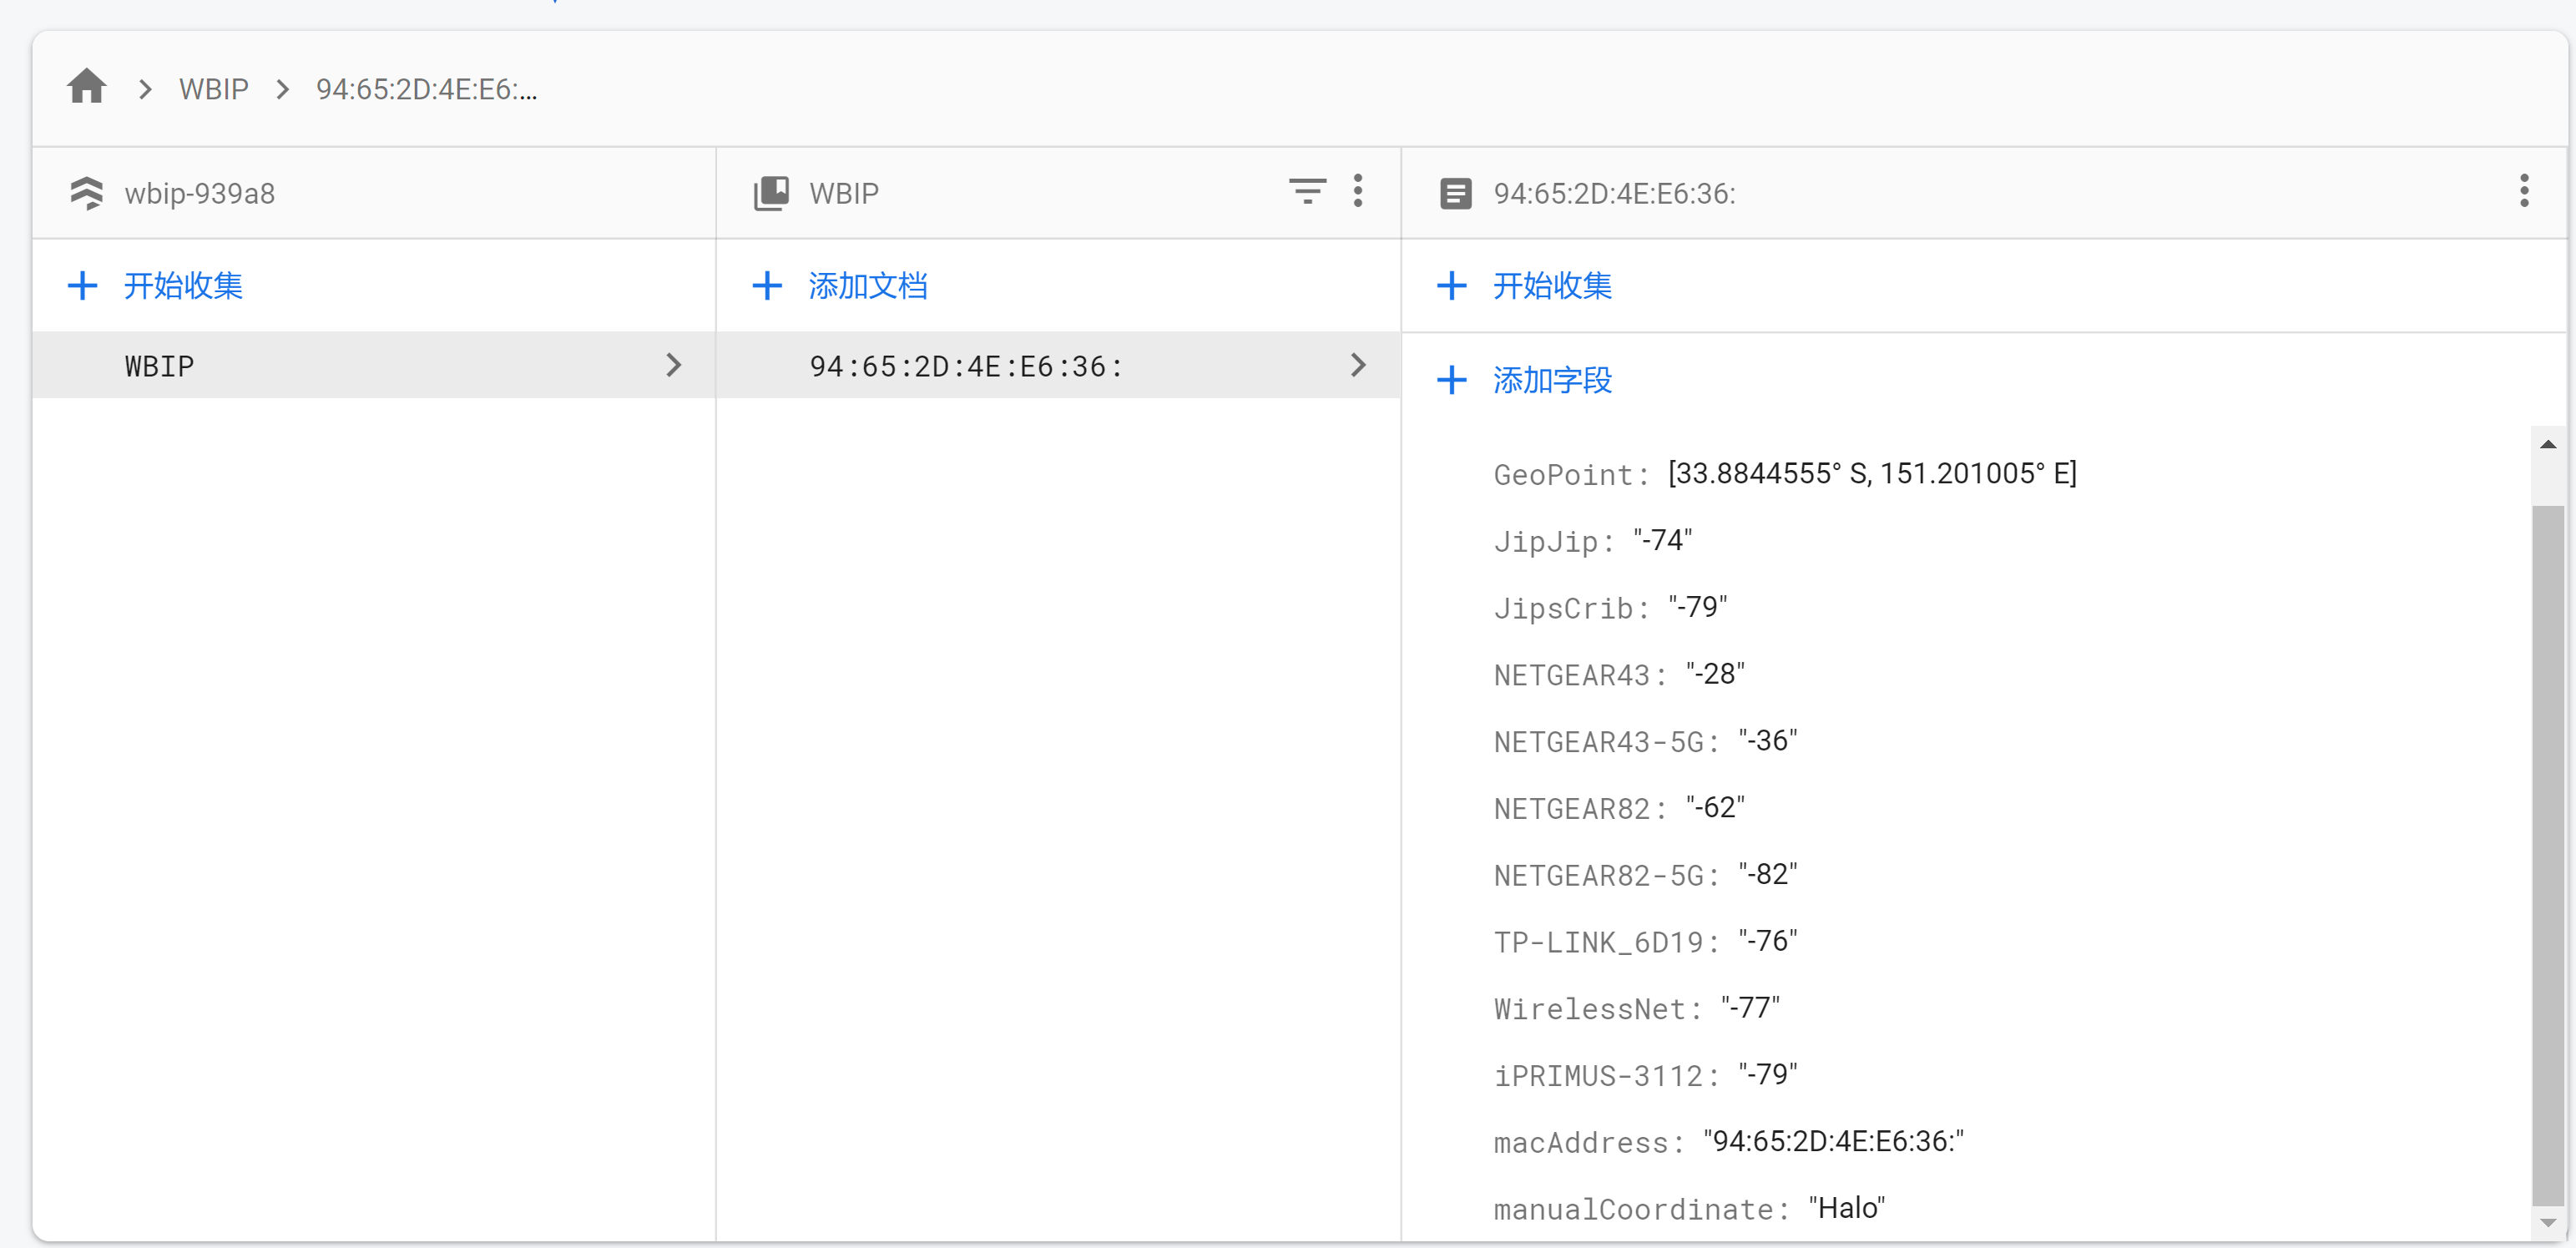 WBIP
94:65:2D:4E:E6:...
wbip-939a8
开始收集
WBIP
WBIP
添加文档
94:65:2D:4E:E6:36:
94:65:2D:4E:E6:36:
开始收集
添加字段
GeoPoint: [33.8844555° S, 151.201005° E]
JipJip: "-74"
JipsCrib: "-79"
NETGEAR43: "-28"
NETGEAR43-5G: "-36"
NETGEAR82: "-62"
NETGEAR82-5G: "-82"
TP-LINK_6D19: "-76"
WirelessNet: "-77"
iPRIMUS-3112: "-79"
macAddress: "94:65:2D:4E:E6:36:"
manualCoordinate: "Halo"